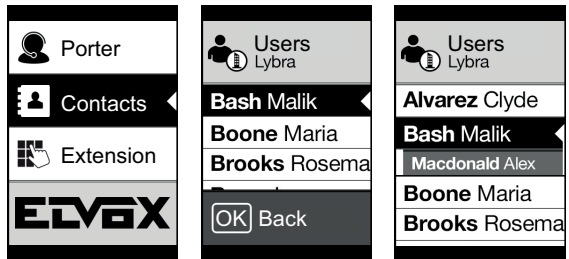 Porter
Contacts
Extension
ELVOX
Users
Lybra
Bash Malik
Boone Maria
Brooks Rosema
OK Back
Users
Lybra
Alvarez Clyde
Bash Malik
Macdonald Alex
Boone Maria
Brooks Rosema